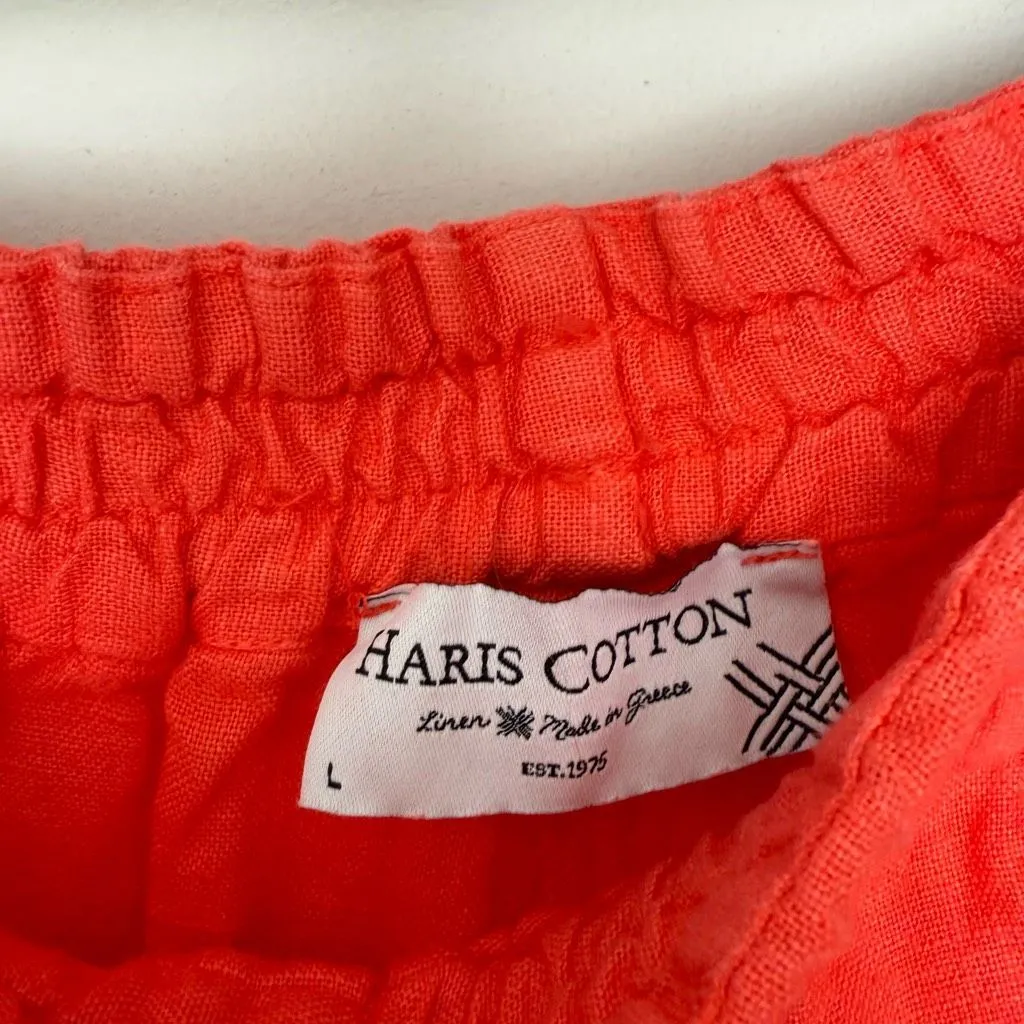 HARIS COTTON
Linen Made in Greece
EST.1975
L